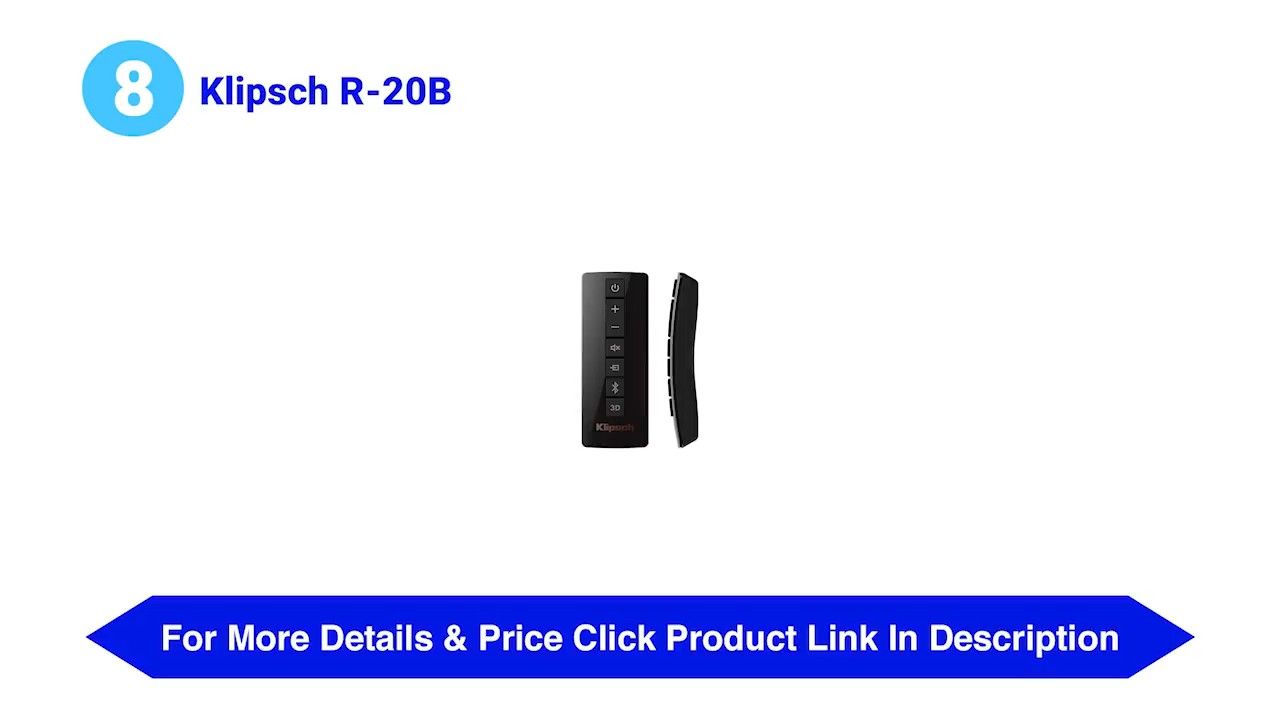 8
Klipsch R-20B
3D
Klipsch
For More Details & Price Click Product Link In Description